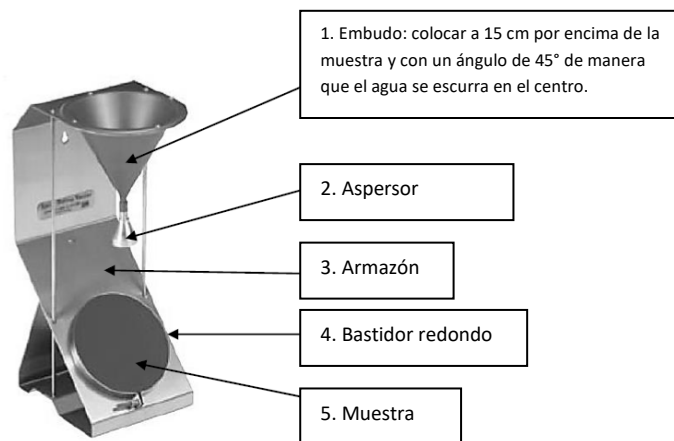 1. Embudo: colocar a 15 cm por encima de la
muestra y con un ángulo de 45° de manera
que el agua se escurra en el centro.
2. Aspersor
3. Armazón
4. Bastidor redondo
5. Muestra